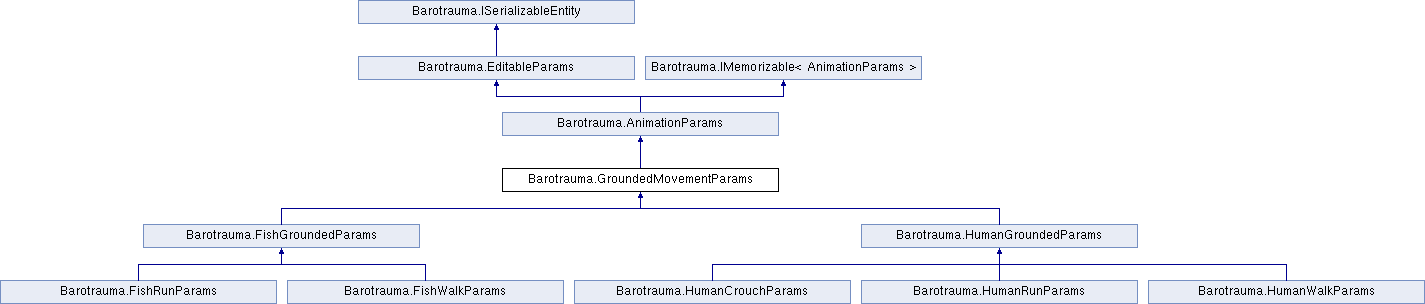 Barotrauma.ISerializableEntity
Barotrauma.EditableParams
Barotrauma.IMemorizable< AnimationParams >
Barotrauma.AnimationParams
Barotrauma.GroundedMovementParams
Barotrauma.FishGroundedParams
Barotrauma.HumanGroundedParams
Barotrauma.FishRunParams
Barotrauma.FishWalkParams
Barotrauma.HumanCrouchParams
Barotrauma.HumanRunParams
Barotrauma.HumanWalkParams